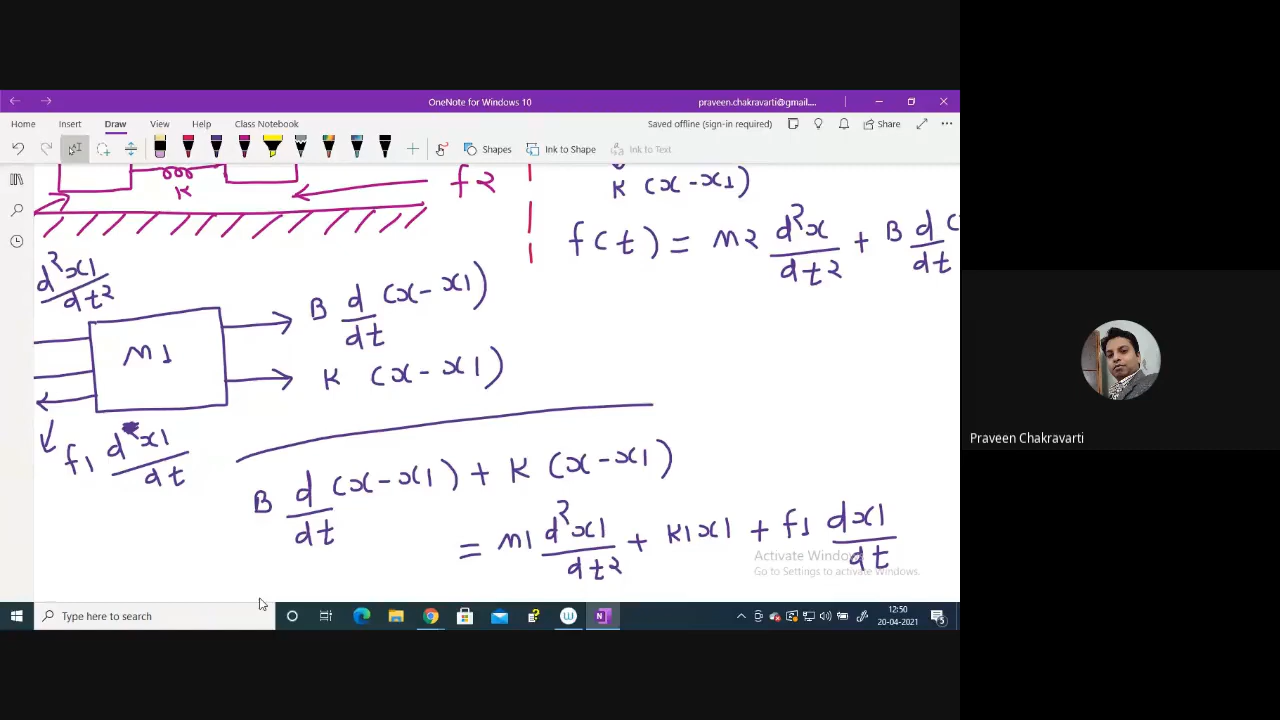 OneNote for Windows 10
praveen.chakravarti@gmail....
Home Insert Draw View Help Class Notebook
Saved offline (sign-in required)
Share
Shapes
Ink to Shape
Ink to Text
K
f2
K (x-x1)
f(t) = M2 d²x/dt2 + B d/dt (
d²x1/dt2
M1
B d/dt (x-x1)
K (x-x1)
f1 d x1/dt
B d/dt (x-x1) + K (x-x1)
= M1 d²x1/dt2 + K1x1 + f1 dx1/dt
Activate Windows
Go to Settings to activate Windows.
Praveen Chakravarti
Type here to search
12:50
20-04-2021
5